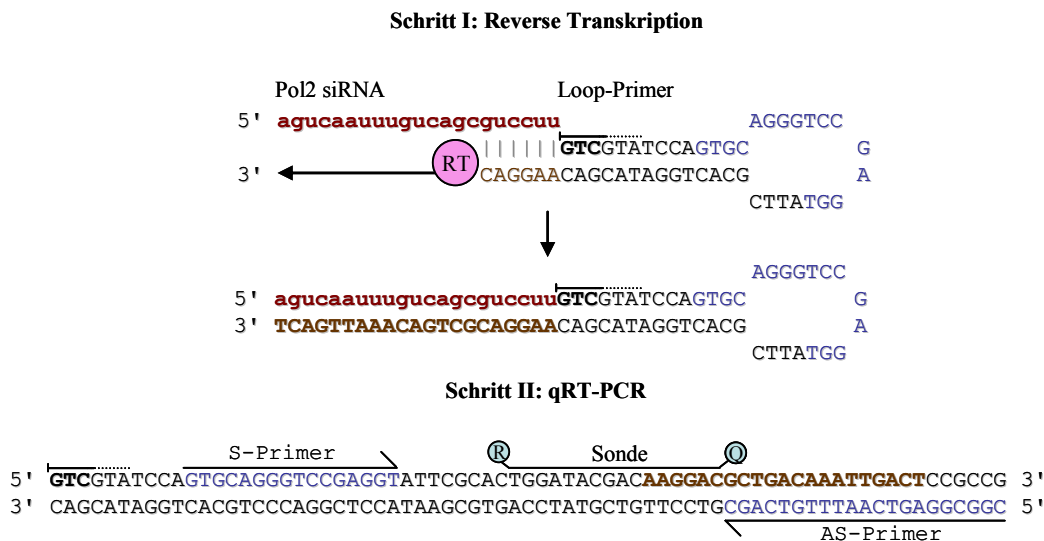 Schritt I: Reverse Transkription
Pol2 siRNA Loop-Primer
5' agucaauuugucagcguccuu AGGGTCC
GTCGTATCCAGTGC G
3' RT CAGGAACAGCATAGGTCACG A
CTTATGG
AGGGTCC
5' agucaauuugucagcguccuuGTCGTATCCAGTGC G
3' TCAGTTAAACAGTCGCAGGAACAGCATAGGTCACG A
CTTATGG
Schritt II: qRT-PCR
S-Primer R Sonde Q
5' GTCGTATCCAGTGCAGGGTCCGAGGTATTCGCACTGGATACGACAAGGACGCTGACAAATTGACTCCGCCG 3'
3' CAGCATAGGTCACGTCCCAGGCTCCATAAGCGTGACCTATGCTGTTCCTGCGACTGTTTAACTGAGGCGGC 5'
AS-Primer